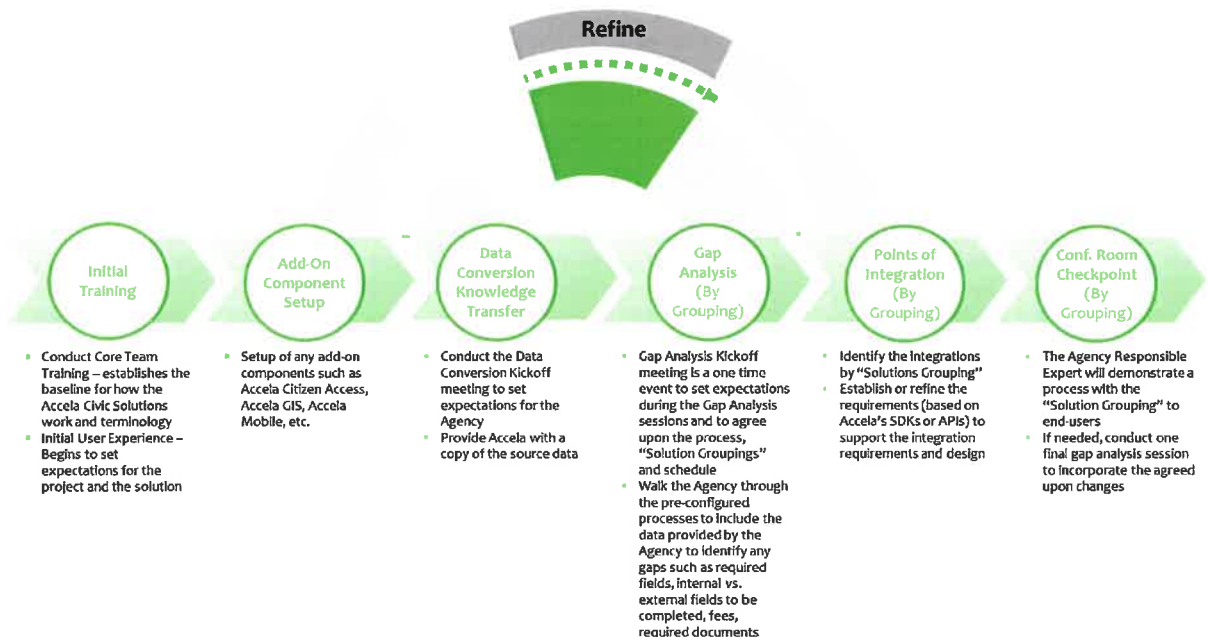 Refine
Initial
Training
Add-On
Component
Setup
Data
Conversion
Knowledge
Transfer
Gap
Analysis
(By
Grouping)
Points of
Integration
(By
Grouping)
Conf. Room
Checkpoint
(By
Grouping)
Conduct Core Team
Training – establishes the
baseline for how the
Accela Civic Solutions
work and terminology
Initial User Experience –
Begins to set
expectations for the
project and the solution
Setup of any add-on
components such as
Accela Citizen Access,
Accela GIS, Accela
Mobile, etc.
Conduct the Data
Conversion Kickoff
meeting to set
expectations for the
Agency
Provide Accela with a
copy of the source data
Gap Analysis Kickoff
meeting is a one time
event to set expectations
during the Gap Analysis
sessions and to agree
upon the process,
"Solution Groupings"
and schedule
Walk the Agency through
the pre-configured
processes to include the
data provided by the
Agency to identify any
gaps such as required
fields, internal vs.
external fields to be
completed, fees,
required documents
Identify the integrations
by "Solutions Grouping"
Establish or refine the
requirements (based on
Accela's SDKs or APIs) to
support the integration
requirements and design
The Agency Responsible
Expert will demonstrate a
process with the
"Solution Grouping" to
end-users
If needed, conduct one
final gap analysis session
to incorporate the agreed
upon changes